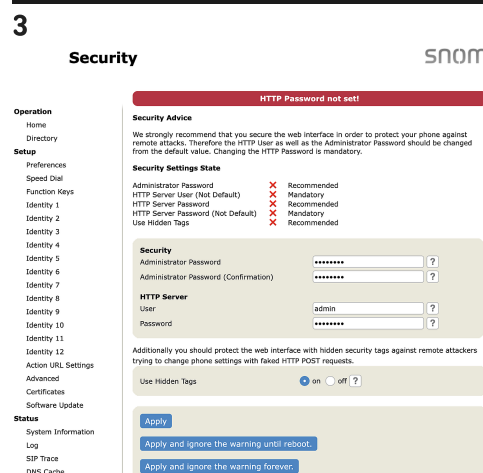 3
Security
snom
HTTP Password not set!
Operation
Home
Directory
Setup
Preferences
Speed Dial
Function Keys
Identity 1
Identity 2
Identity 3
Identity 4
Identity 5
Identity 6
Identity 7
Identity 8
Identity 9
Identity 10
Identity 11
Identity 12
Action URL Settings
Advanced
Certificates
Software Update
Status
System Information
Log
SIP Trace
DNS Cache
Security Advice
We strongly recommend that you secure the web interface in order to protect your phone against
remote attacks. Therefore the HTTP User as well as the Administrator Password should be changed
from the default value. Changing the HTTP Password is mandatory.
Security Settings State
Administrator Password ✗ Recommended
HTTP Server User (Not Default) ✗ Mandatory
HTTP Server Password ✗ Recommended
HTTP Server Password (Not Default) ✗ Mandatory
Use Hidden Tags ✗ Recommended
Security
Administrator Password •••••••• ?
Administrator Password (Confirmation) •••••••• ?
HTTP Server
User admin ?
Password •••••••• ?
Additionally you should protect the web interface with hidden security tags against remote attackers
trying to change phone settings with faked HTTP POST requests.
Use Hidden Tags on off ?
Apply
Apply and ignore the warning until reboot.
Apply and ignore the warning forever.